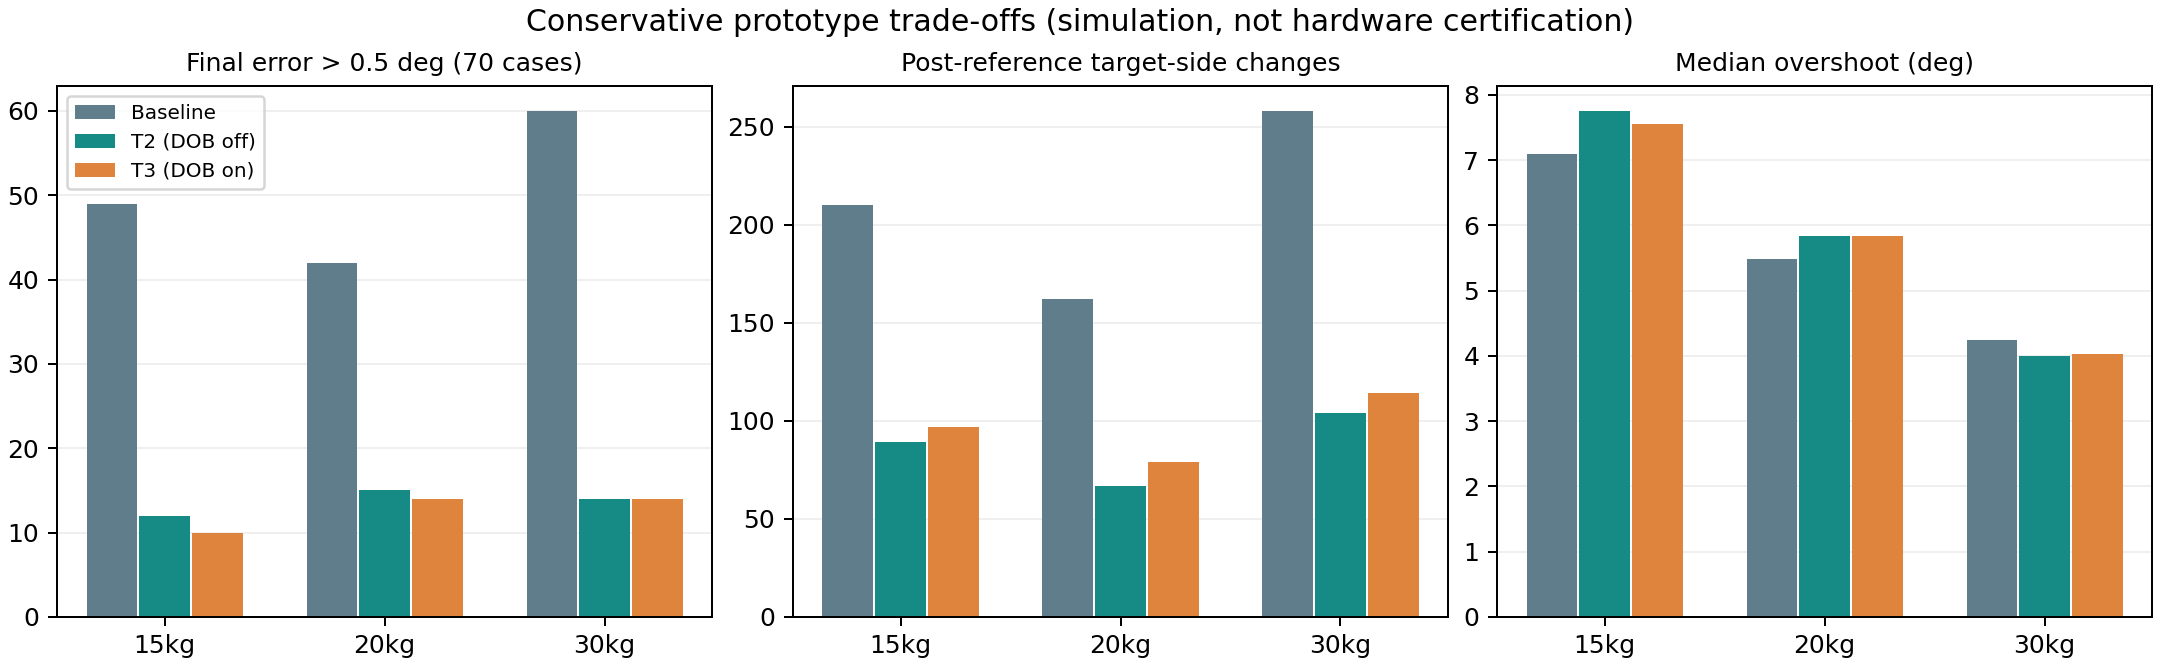 Conservative prototype trade-offs (simulation, not hardware certification)
Final error > 0.5 deg (70 cases)
60
50
40
30
20
10
0
Baseline
T2 (DOB off)
T3 (DOB on)
15kg
20kg
30kg
Post-reference target-side changes
250
200
150
100
50
0
15kg
20kg
30kg
Median overshoot (deg)
8
7
6
5
4
3
2
1
0
15kg
20kg
30kg